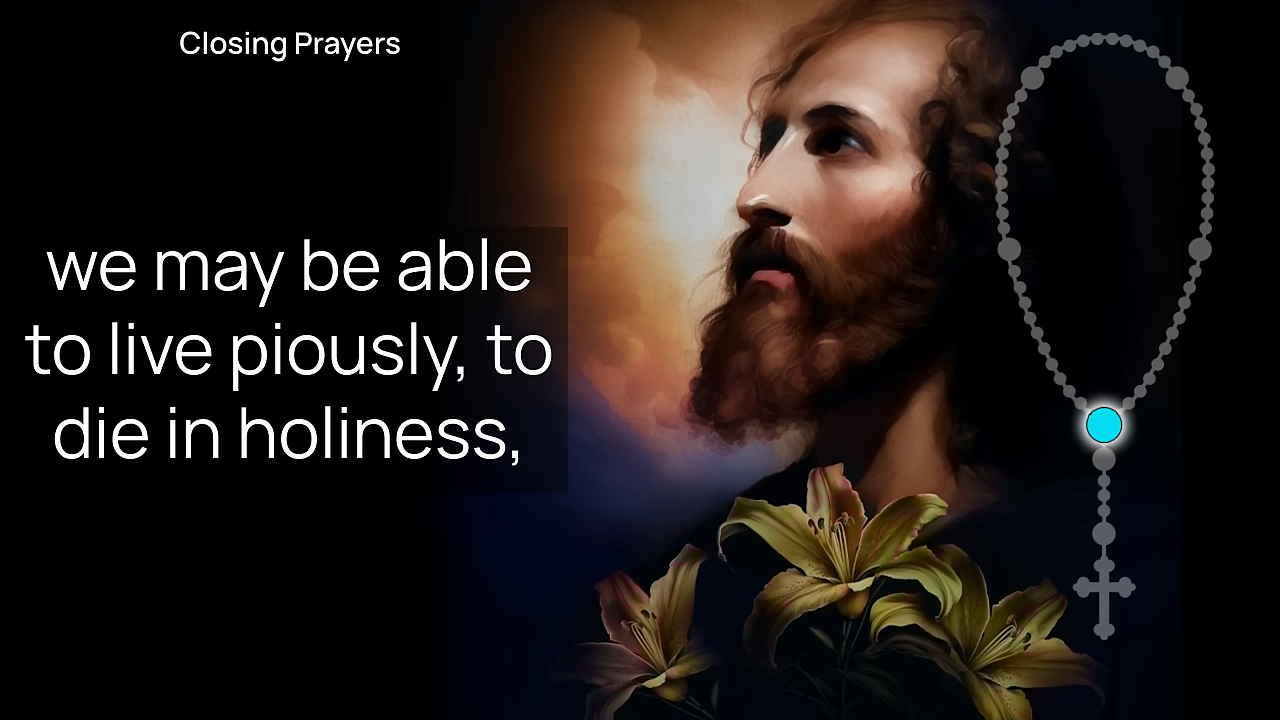 Closing Prayers
we may be able
to live piously, to
die in holiness,